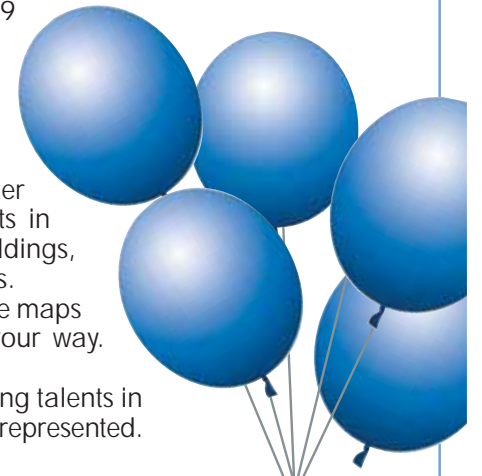 9
er
ts in
ldings,
s.
e maps
our way.
ng talents in
represented.